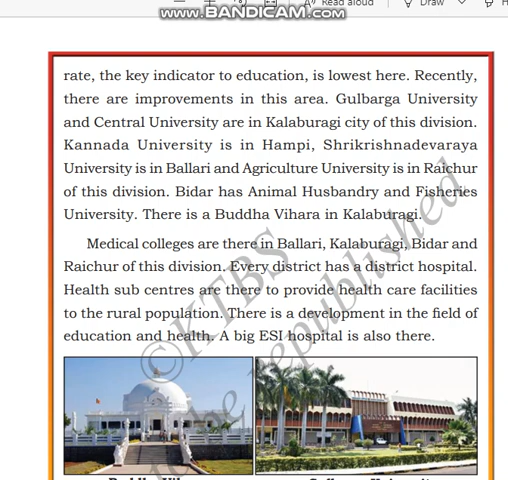 Read aloud
Draw
www.BANDICAM.com
rate, the key indicator to education, is lowest here. Recently,
there are improvements in this area. Gulbarga University
and Central University are in Kalaburagi city of this division.
Kannada University is in Hampi, Shrikrishnadevaraya
University is in Ballari and Agriculture University is in Raichur
of this division. Bidar has Animal Husbandry and Fisheries
University. There is a Buddha Vihara in Kalaburagi.
Medical colleges are there in Ballari, Kalaburagi, Bidar and
Raichur of this division. Every district has a district hospital.
Health sub centres are there to provide health care facilities
to the rural population. There is a development in the field of
education and health. A big ESI hospital is also there.
©KTBS
be republished